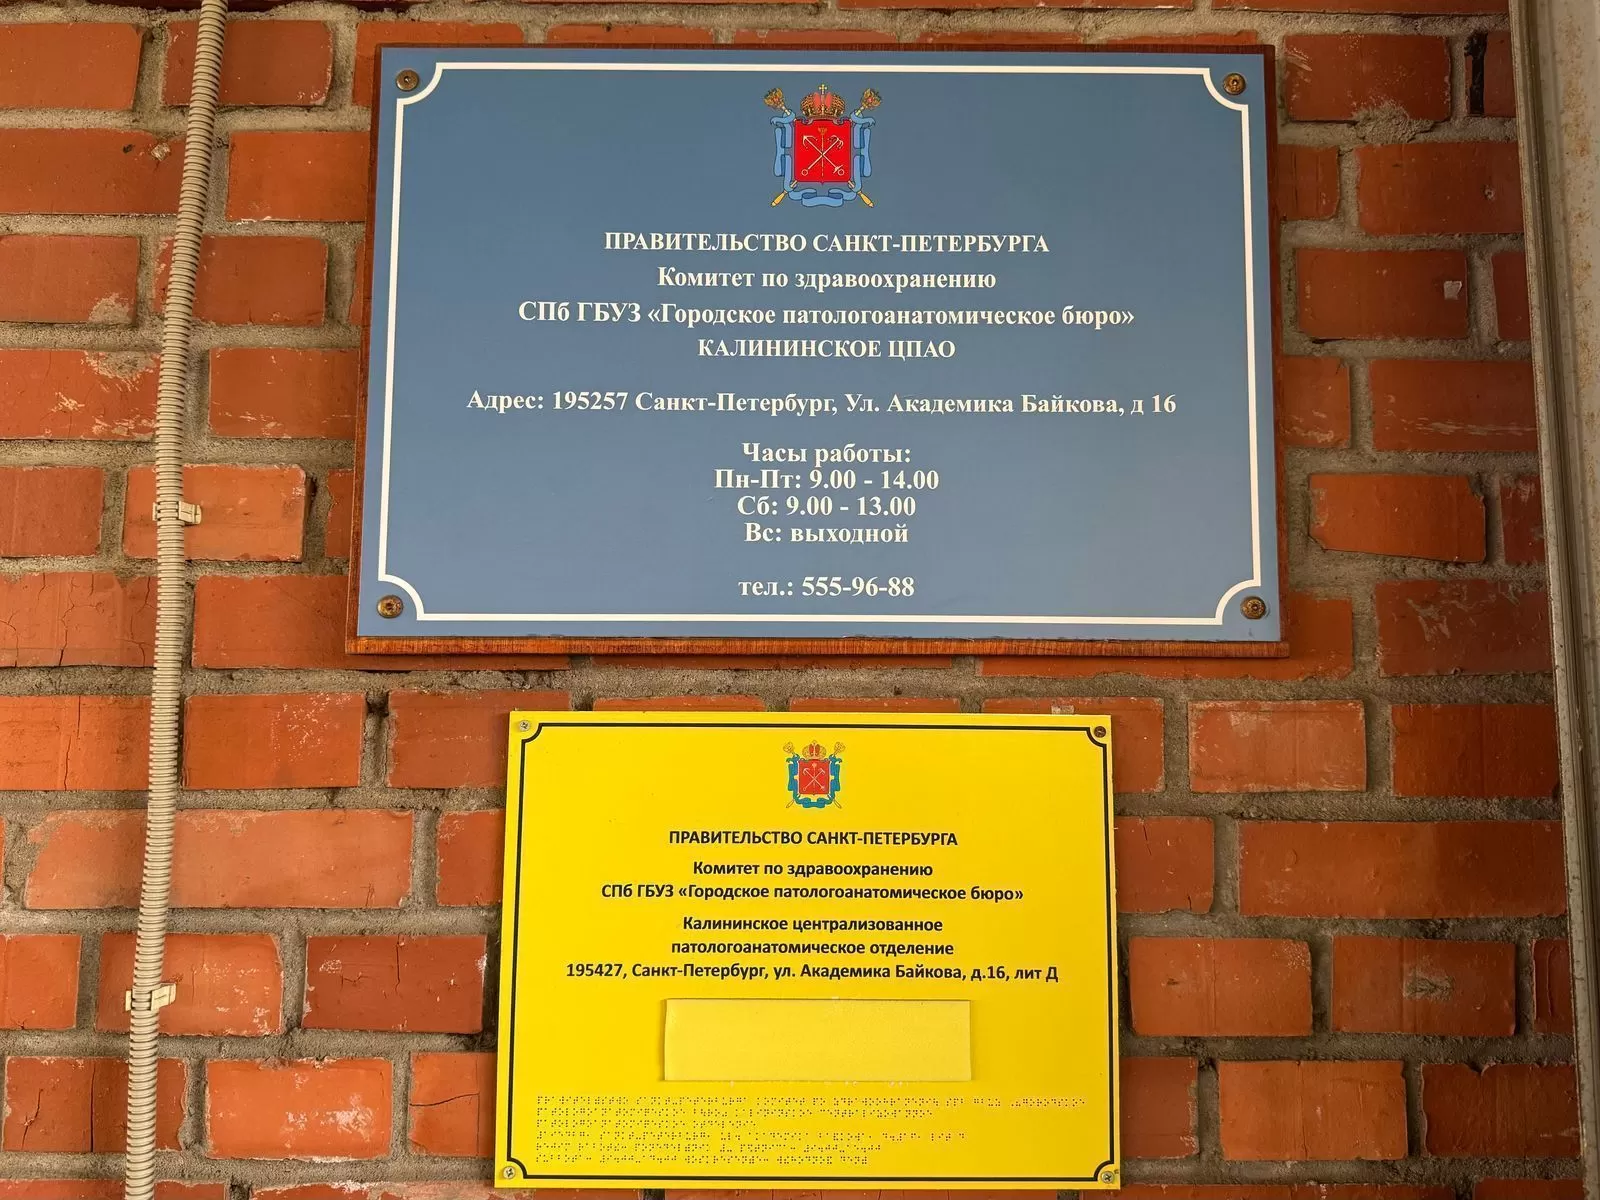 ПРАВИТЕЛЬСТВО САНКТ-ПЕТЕРБУРГА
Комитет по здравоохранению
СПб ГБУЗ «Городское патологоанатомическое бюро»
КАЛИНИНСКОЕ ЦПАО
Адрес: 195257 Санкт-Петербург, Ул. Академика Байкова, д 16
Часы работы:
Пн-Пт: 9.00 - 14.00
Сб: 9.00 - 13.00
Вс: выходной
тел.: 555-96-88
ПРАВИТЕЛЬСТВО САНКТ-ПЕТЕРБУРГА
Комитет по здравоохранению
СПб ГБУЗ «Городское патологоанатомическое бюро»
Калининское централизованное
патологоанатомическое отделение
195427, Санкт-Петербург, ул. Академика Байкова, д.16, лит Д